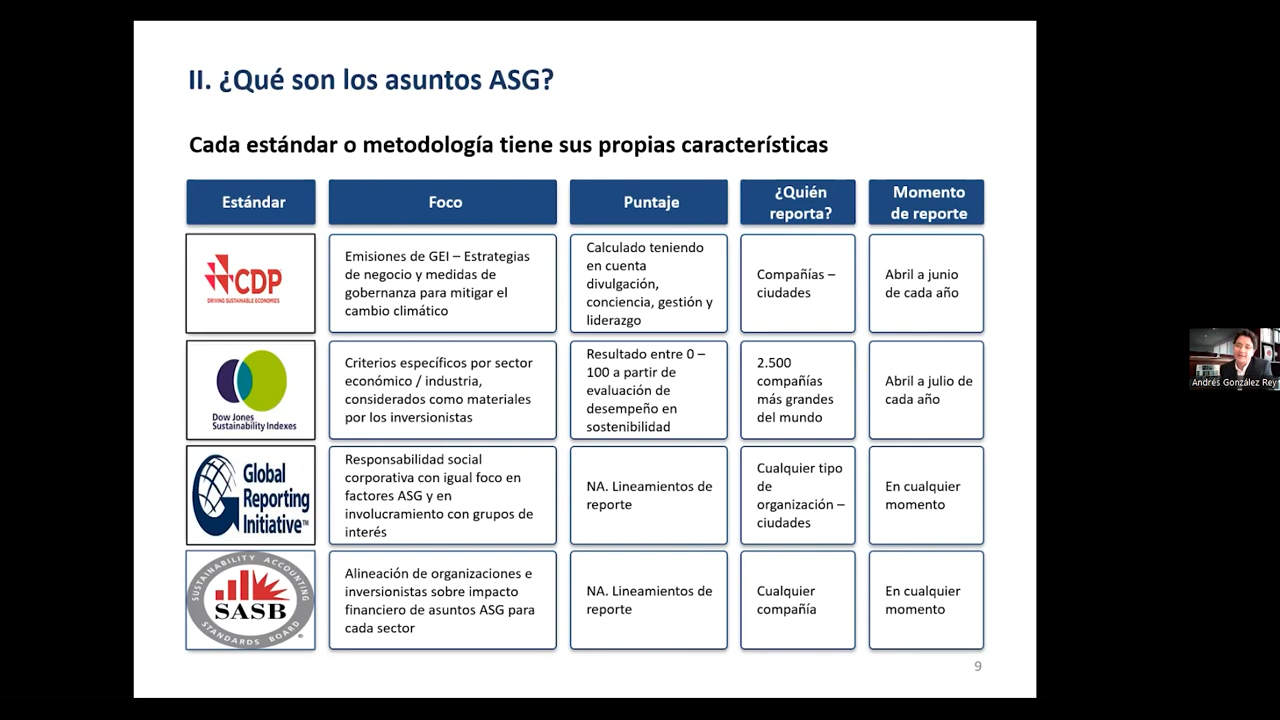 II. ¿Qué son los asuntos ASG?
Cada estándar o metodología tiene sus propias características
Estándar
Foco
Puntaje
¿Quién
reporta?
Momento
de reporte
CDP
DRIVING SUSTAINABLE ECONOMIES
Emisiones de GEI – Estrategias
de negocio y medidas de
gobernanza para mitigar el
cambio climático
Calculado teniendo
en cuenta
divulgación,
conciencia, gestión y
liderazgo
Compañías –
ciudades
Abril a junio
de cada año
Dow Jones
Sustainability Indexes
Criterios específicos por sector
económico / industria,
considerados como materiales
por los inversionistas
Resultado entre 0 –
100 a partir de
evaluación de
desempeño en
sostenibilidad
2.500
compañías
más grandes
del mundo
Abril a julio de
cada año
Global
Reporting
Initiative™
Responsabilidad social
corporativa con igual foco en
factores ASG y en
involucramiento con grupos de
interés
NA. Lineamientos de
reporte
Cualquier tipo
de
organización –
ciudades
En cualquier
momento
SUSTAINABILITY ACCOUNTING
SASB
STANDARDS BOARD
®
Alineación de organizaciones e
inversionistas sobre impacto
financiero de asuntos ASG para
cada sector
NA. Lineamientos de
reporte
Cualquier
compañía
En cualquier
momento
9
Andrés González Rey